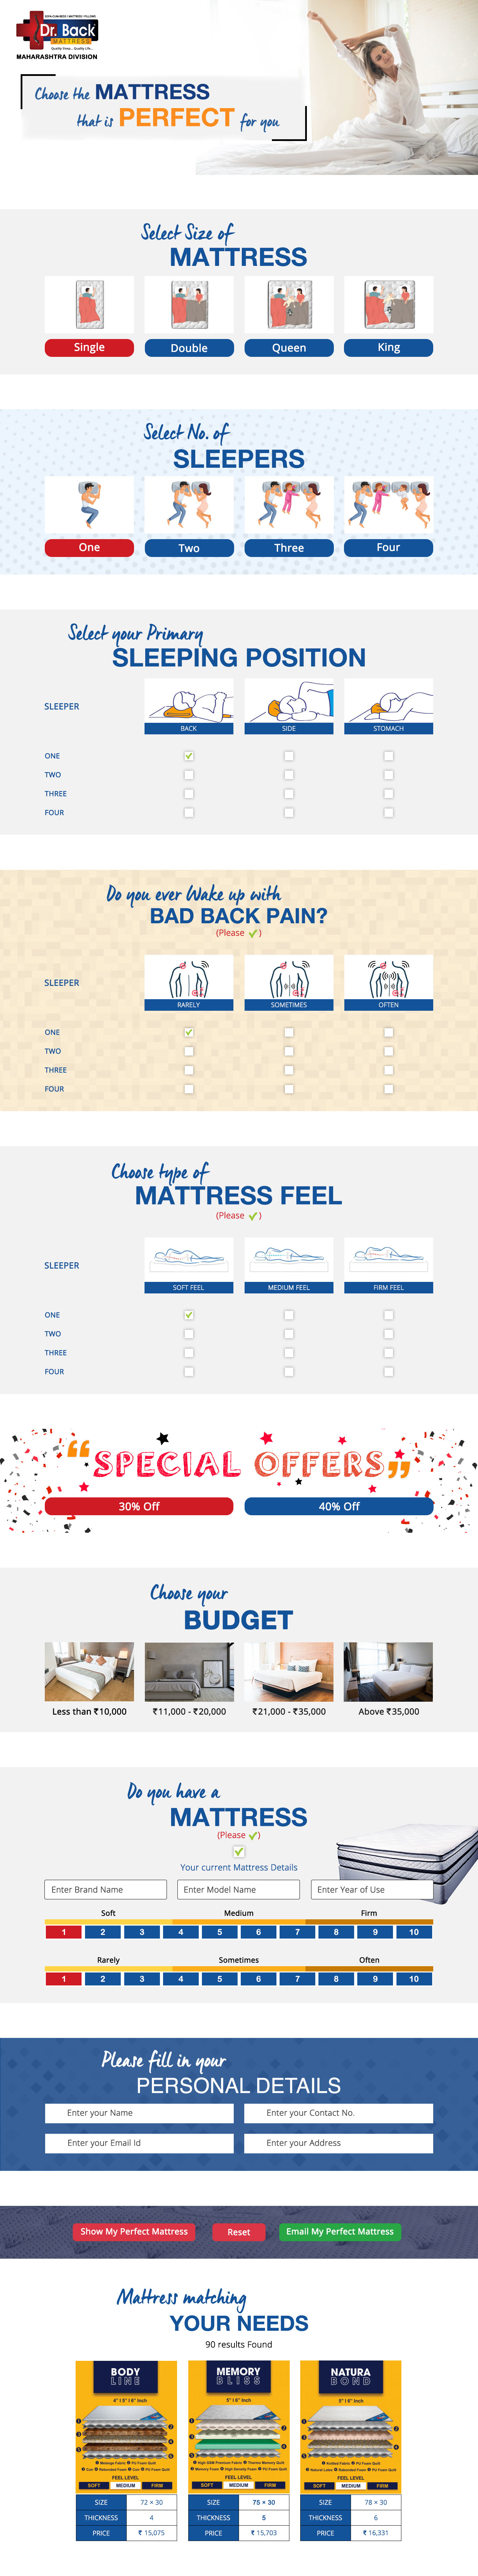 Dr. Back
MATTRESS
Quality Sleep... Quality Life...
MAHARASHTRA DIVISION
Choose the MATTRESS
that is PERFECT for you
Select Size of
MATTRESS
Single Double Queen King
Select No. of
SLEEPERS
One Two Three Four
Select your Primary
SLEEPING POSITION
SLEEPER
BACK SIDE STOMACH
ONE
TWO
THREE
FOUR
Do you ever Wake up with
BAD BACK PAIN?
(Please ✓)
SLEEPER
RARELY SOMETIMES OFTEN
ONE
TWO
THREE
FOUR
Choose type of
MATTRESS FEEL
(Please ✓)
SLEEPER
SOFT FEEL MEDIUM FEEL FIRM FEEL
ONE
TWO
THREE
FOUR
“SPECIAL OFFERS”
30% Off 40% Off
Choose your
BUDGET
Less than ₹10,000 ₹11,000 - ₹20,000 ₹21,000 - ₹35,000 Above ₹35,000
Do you have a
MATTRESS
(Please ✓)
Your current Mattress Details
Enter Brand Name Enter Model Name Enter Year of Use
Soft Medium Firm
1 2 3 4 5 6 7 8 9 10
Rarely Sometimes Often
1 2 3 4 5 6 7 8 9 10
Please fill in your
PERSONAL DETAILS
Enter your Name Enter your Contact No.
Enter your Email Id Enter your Address
Show My Perfect Mattress Reset Email My Perfect Mattress
Mattress matching
YOUR NEEDS
90 results Found
BODY LINE
4" I 5" I 6" Inch
FEEL LEVEL
SOFT MEDIUM FIRM
SIZE 72 × 30
THICKNESS 4
PRICE ₹ 15,075
MEMORY BLISS
5" I 6" Inch
FEEL LEVEL
SOFT MEDIUM FIRM
SIZE 75 × 30
THICKNESS 5
PRICE ₹ 15,703
NATURA BOND
5" I 6" Inch
FEEL LEVEL
SOFT MEDIUM FIRM
SIZE 78 × 30
THICKNESS 6
PRICE ₹ 16,331